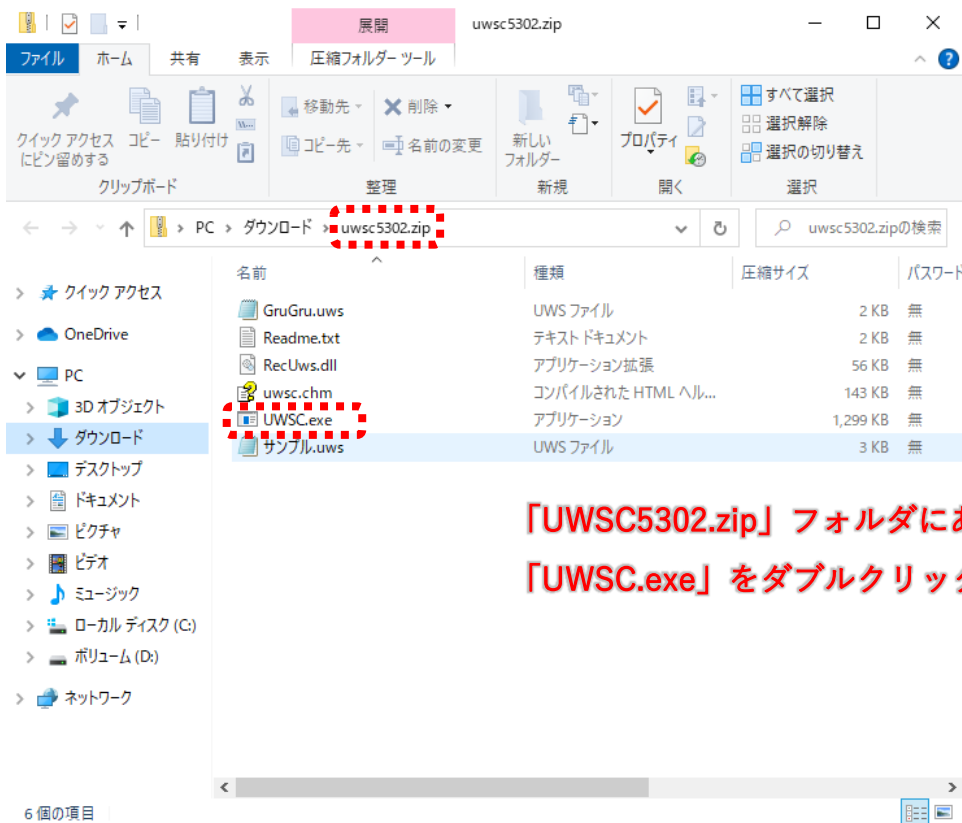 展開
uwsc5302.zip
ファイル ホーム 共有 表示 圧縮フォルダー ツール
クイック アクセス
にピン留めする
コピー
貼り付け
クリップボード
移動先
コピー先
削除
名前の変更
整理
新しい
フォルダー
新規
プロパティ
開く
すべて選択
選択解除
選択の切り替え
選択
PC > ダウンロード > uwsc5302.zip
uwsc5302.zipの検索
名前 種類 圧縮サイズ パスワード
GruGru.uws UWS ファイル 2 KB 無
Readme.txt テキスト ドキュメント 2 KB 無
RecUws.dll アプリケーション拡張 56 KB 無
uwsc.chm コンパイルされた HTML ヘル... 143 KB 無
UWSC.exe アプリケーション 1,299 KB 無
サンプル.uws UWS ファイル 3 KB 無
クイック アクセス
OneDrive
PC
3D オブジェクト
ダウンロード
デスクトップ
ドキュメント
ピクチャ
ビデオ
ミュージック
ローカル ディスク (C:)
ボリューム (D:)
ネットワーク
「UWSC5302.zip」フォルダに
「UWSC.exe」をダブルクリッ
6 個の項目